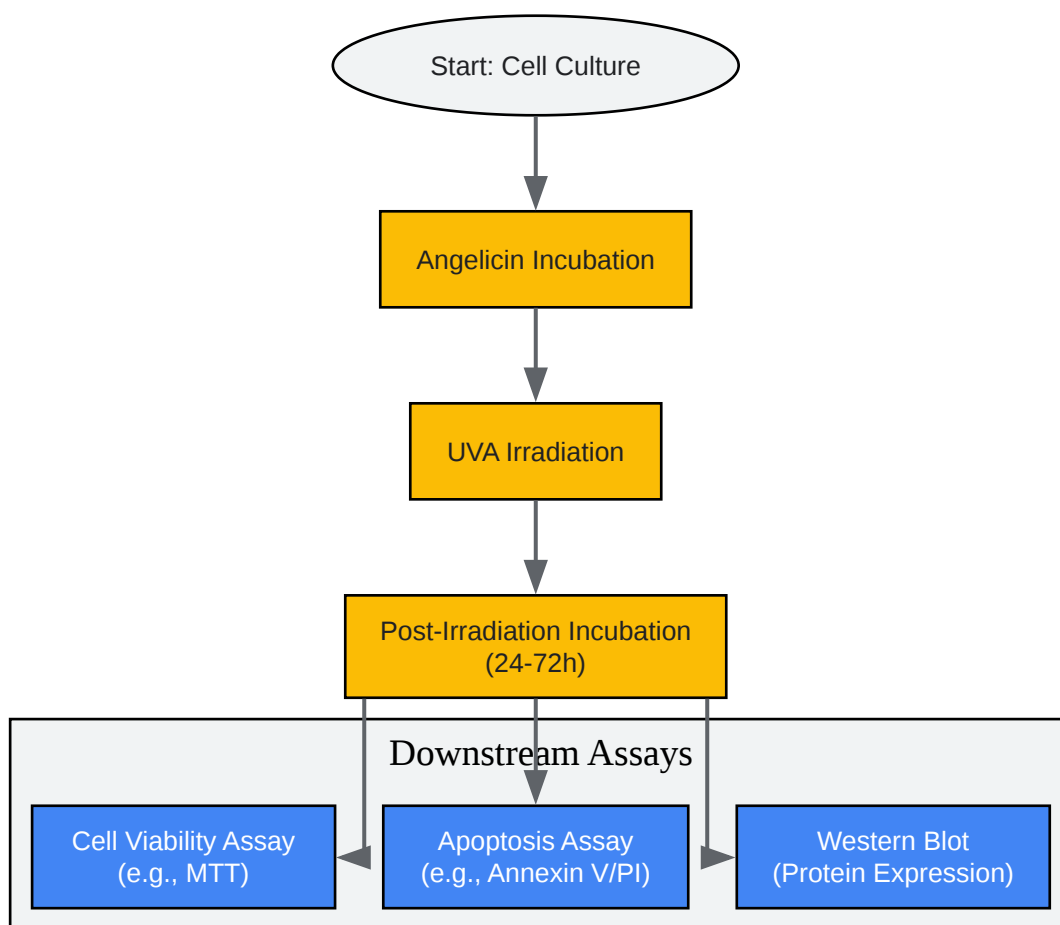 Start: Cell Culture
Angelicin Incubation
UVA Irradiation
Post-Irradiation Incubation
(24-72h)
Downstream Assays
Cell Viability Assay
(e.g., MTT)
Apoptosis Assay
(e.g., Annexin V/PI)
Western Blot
(Protein Expression)